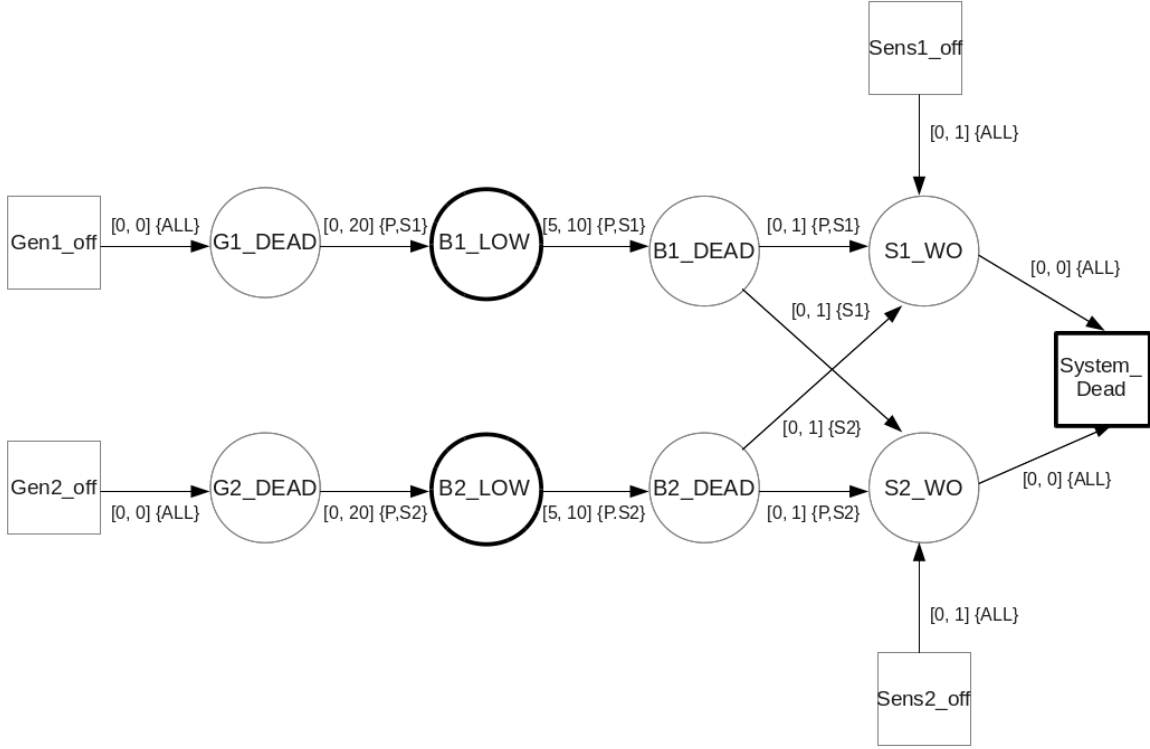 Sens1_off
[0, 1] {ALL}
Gen1_off
[0, 0] {ALL}
G1_DEAD
[0, 20] {P,S1}
B1_LOW
[5, 10] {P,S1}
B1_DEAD
[0, 1] {P,S1}
S1_WO
[0, 0] {ALL}
[0, 1] {S1}
System_
Dead
[0, 1] {S2}
Gen2_off
[0, 0] {ALL}
G2_DEAD
[0, 20] {P,S2}
B2_LOW
[5, 10] {P.S2}
B2_DEAD
[0, 1] {P,S2}
S2_WO
[0, 0] {ALL}
[0, 1] {ALL}
Sens2_off